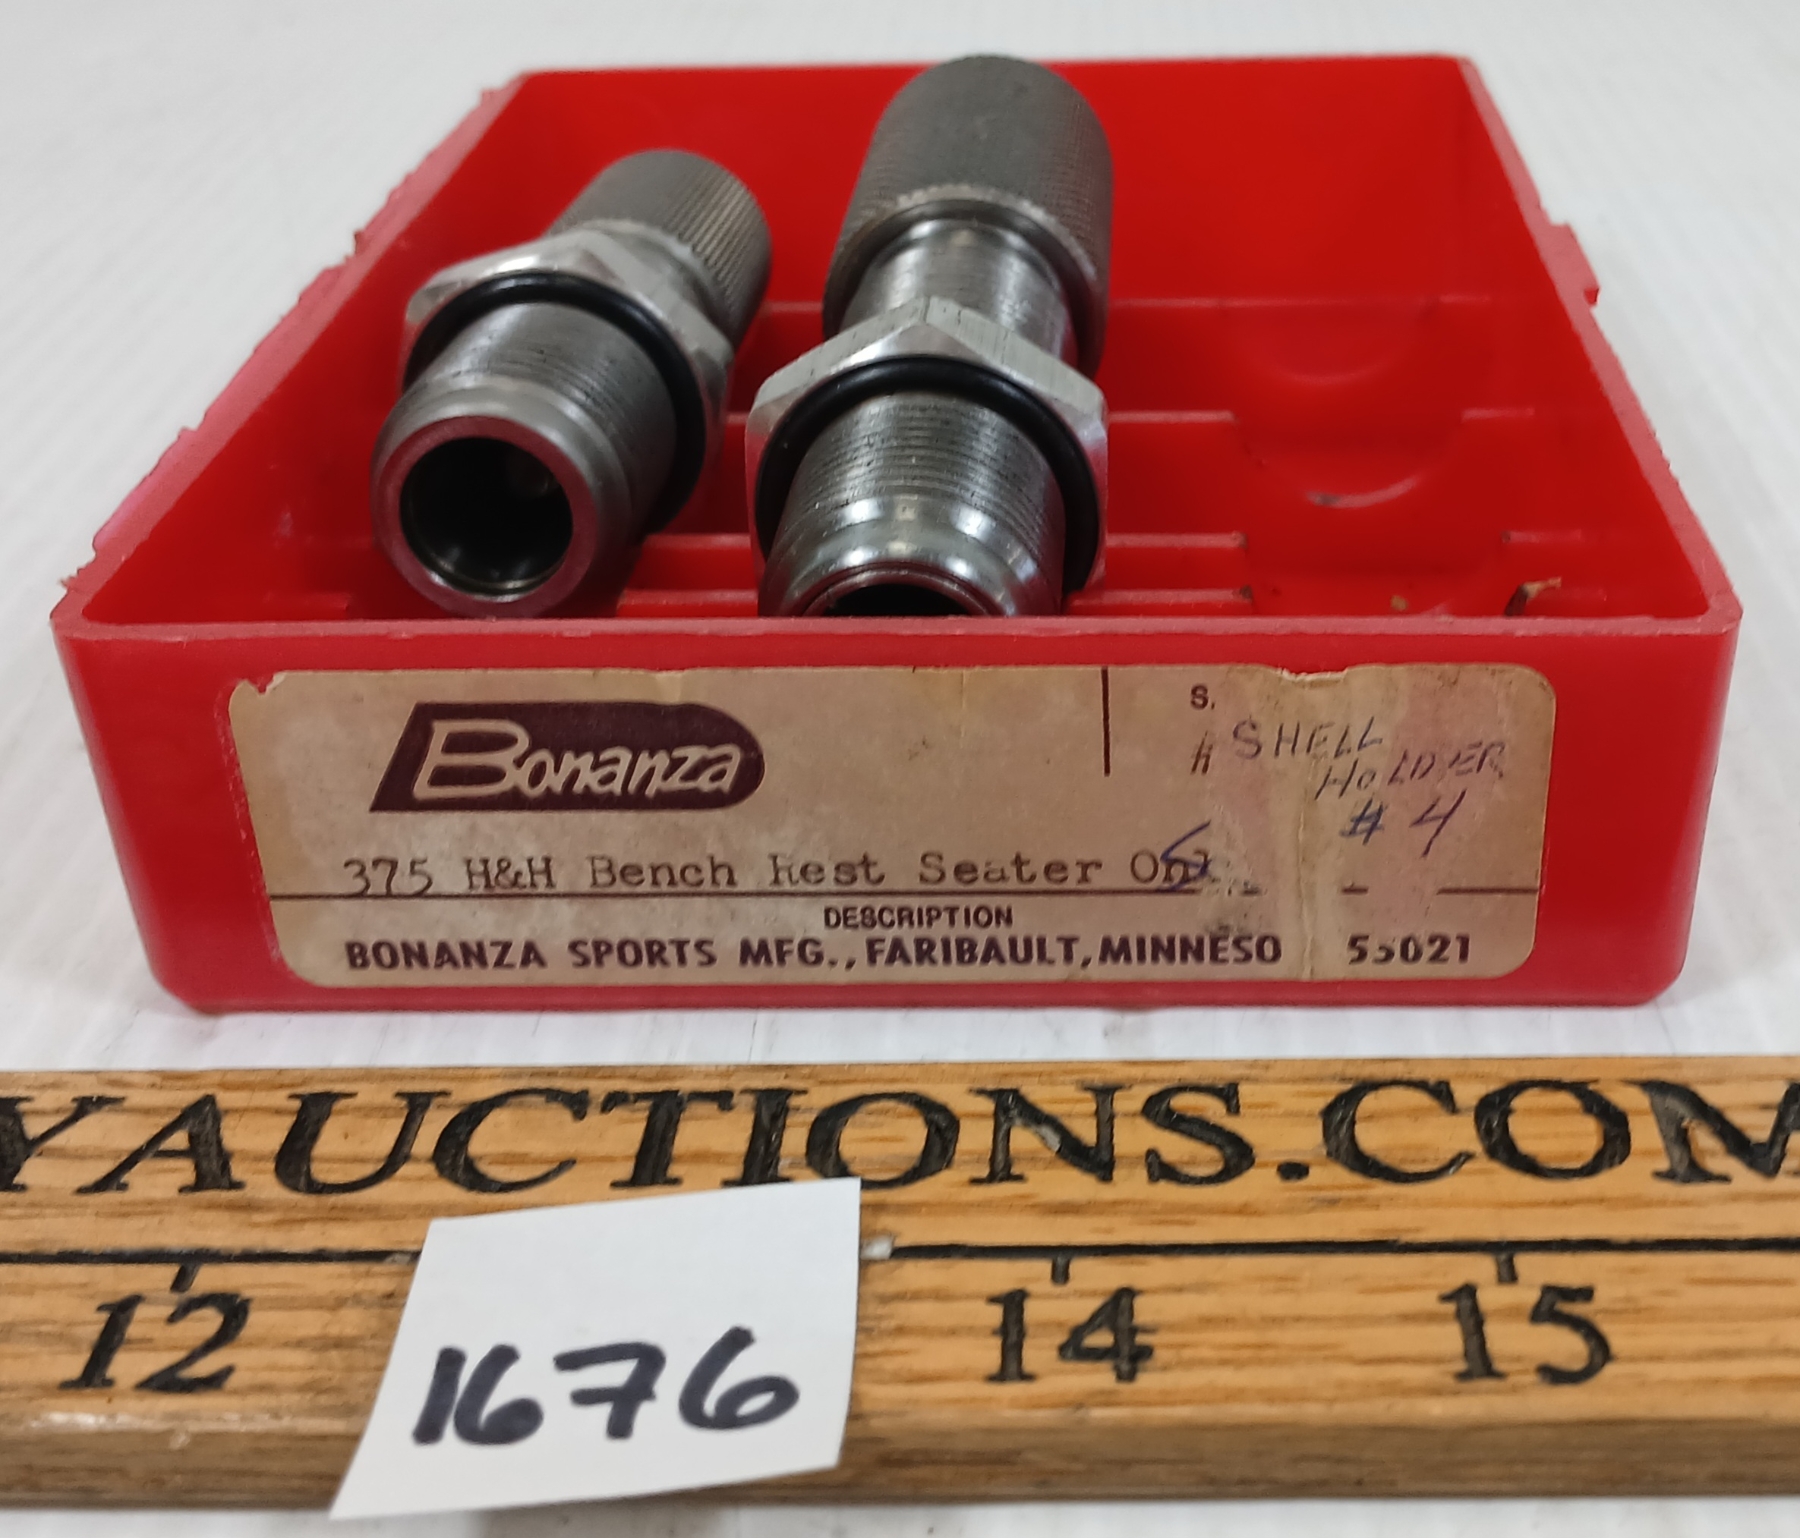 Bonanza
S.
#
SHELL
HOLDER
# 4
375 H&H Bench Rest Seater
DESCRIPTION
BONANZA SPORTS MFG., FARIBAULT, MINNESO 55021
YAUCTIONS.COM
12 14 15
1676